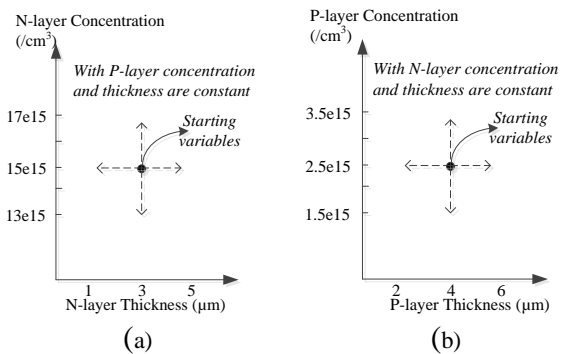 N-layer Concentration
(/cm³)
With P-layer concentration
and thickness are constant
17e15
Starting
variables
15e15
13e15
1 3 5
N-layer Thickness (μm)
(a)
P-layer Concentration
(/cm³)
With N-layer concentration
and thickness are constant
3.5e15
Starting
variables
2.5e15
1.5e15
2 4 6
P-layer Thickness (μm)
(b)